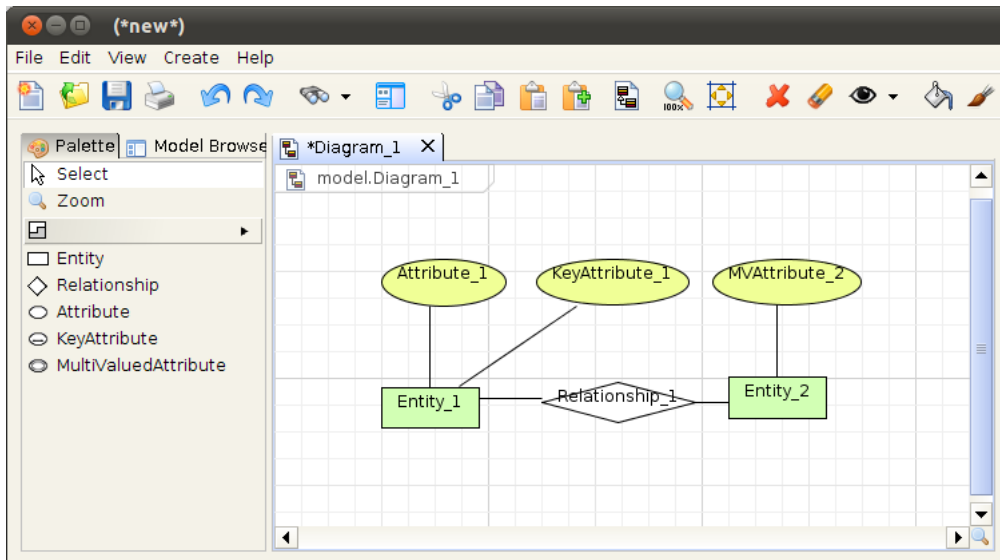 (*new*)
File Edit View Create Help
100%
Palette Model Browse *Diagram_1 X
Select
model.Diagram_1
Zoom
Entity
Relationship
Attribute
KeyAttribute
MultiValuedAttribute
Attribute_1 KeyAttribute_1 MVAttribute_2
Entity_1 Relationship_1 Entity_2